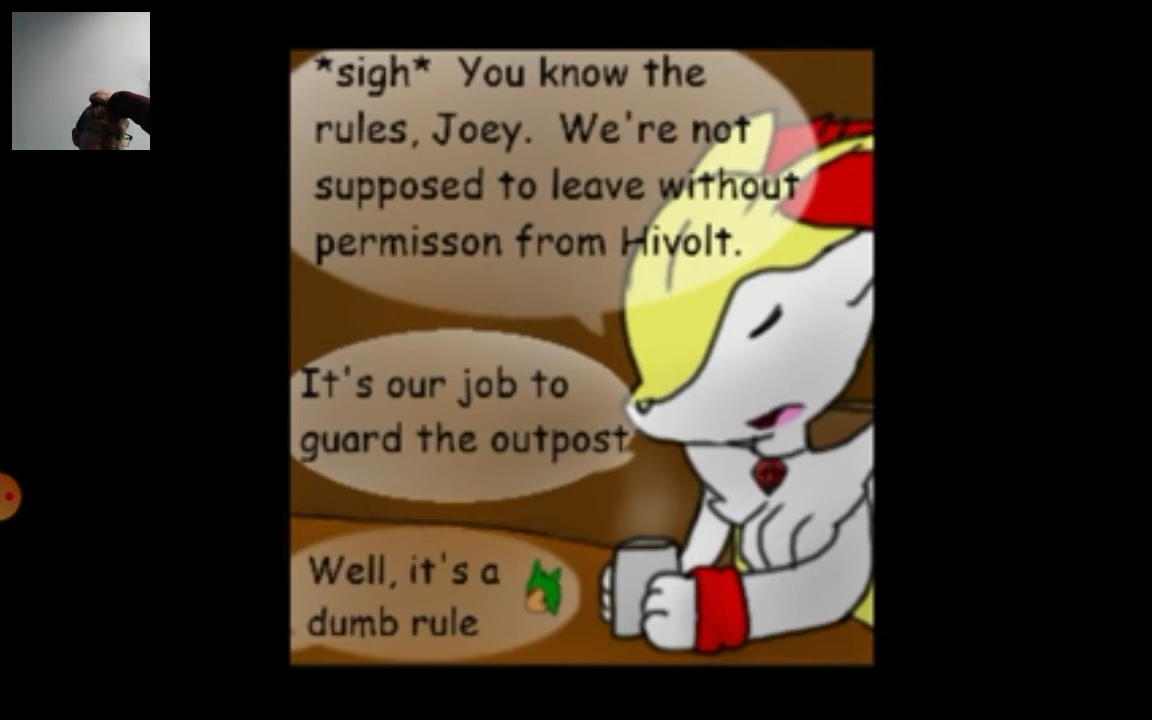 *sigh* You know the
rules, Joey. We're not
supposed to leave without
permisson from Hivolt.
It's our job to
guard the outpost
Well, it's a
dumb rule